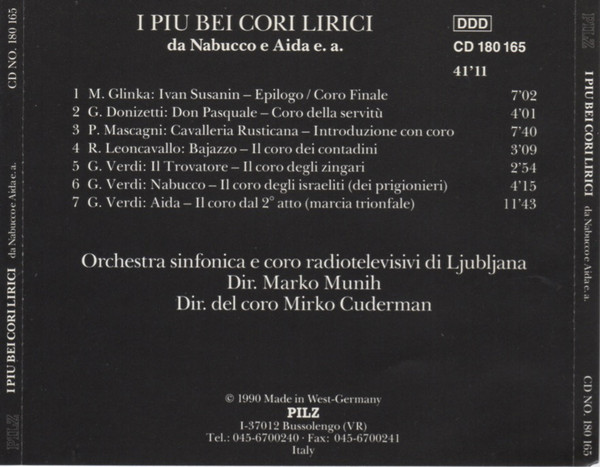 I PIU BEI CORI LIRICI
da Nabucco e Aida e. a.
DDD
CD 180 165
41'11
1 M. Glinka: Ivan Susanin – Epilogo / Coro Finale 7'02
2 G. Donizetti: Don Pasquale – Coro della servitù 4'01
3 P. Mascagni: Cavalleria Rusticana – Introduzione con coro 7'40
4 R. Leoncavallo: Bajazzo – Il coro dei contadini 3'09
5 G. Verdi: Il Trovatore – Il coro degli zingari 2'54
6 G. Verdi: Nabucco – Il coro degli israeliti (dei prigionieri) 4'15
7 G. Verdi: Aida – Il coro dal 2° atto (marcia trionfale) 11'43
Orchestra sinfonica e coro radiotelevisivi di Ljubljana
Dir. Marko Munih
Dir. del coro Mirko Cuderman
© 1990 Made in West-Germany
PILZ
I-37012 Bussolengo (VR)
Tel.: 045-6700240 · Fax: 045-6700241
Italy
PILZ I PIU BEI CORI LIRICI da Nabucco e Aida e. a. CD NO. 180 165
PILZ I PIU BEI CORI LIRICI da Nabucco e Aida e. a. CD NO. 180 165